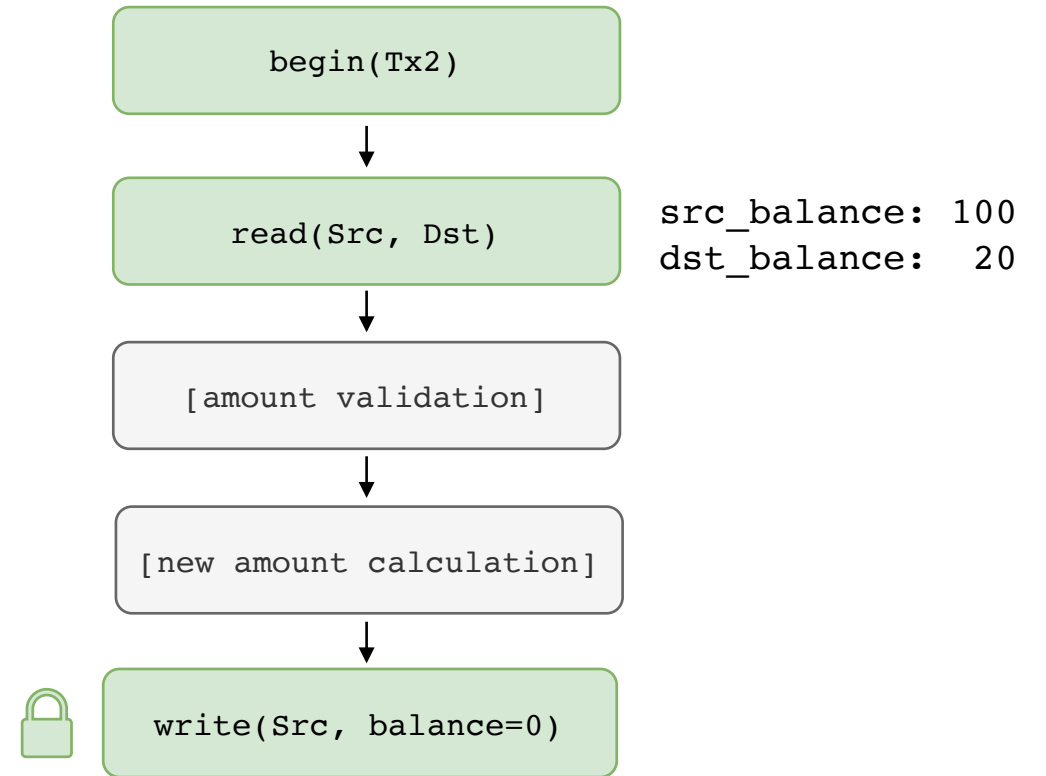 begin(Tx2)
read(Src, Dst)
src_balance: 100
dst_balance:  20
[amount validation]
[new amount calculation]
write(Src, balance=0)